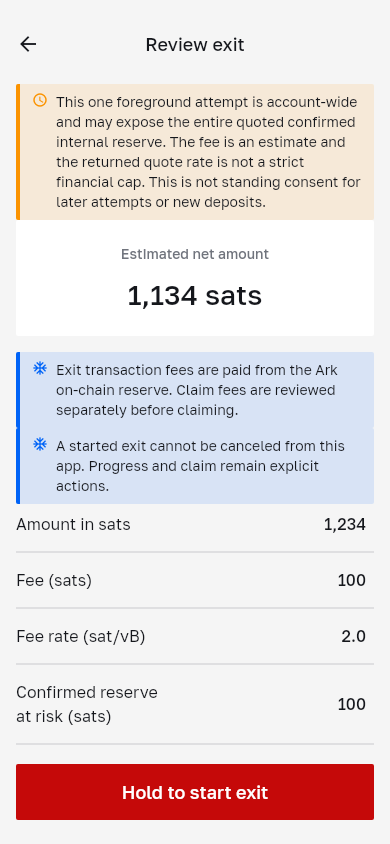 Review exit
This one foreground attempt is account-wide
and may expose the entire quoted confirmed
internal reserve. The fee is an estimate and
the returned quote rate is not a strict
financial cap. This is not standing consent for
later attempts or new deposits.
Estimated net amount
1,134 sats
Exit transaction fees are paid from the Ark
on-chain reserve. Claim fees are reviewed
separately before claiming.
A started exit cannot be canceled from this
app. Progress and claim remain explicit
actions.
Amount in sats 1,234
Fee (sats) 100
Fee rate (sat/vB) 2.0
Confirmed reserve
at risk (sats) 100
Hold to start exit